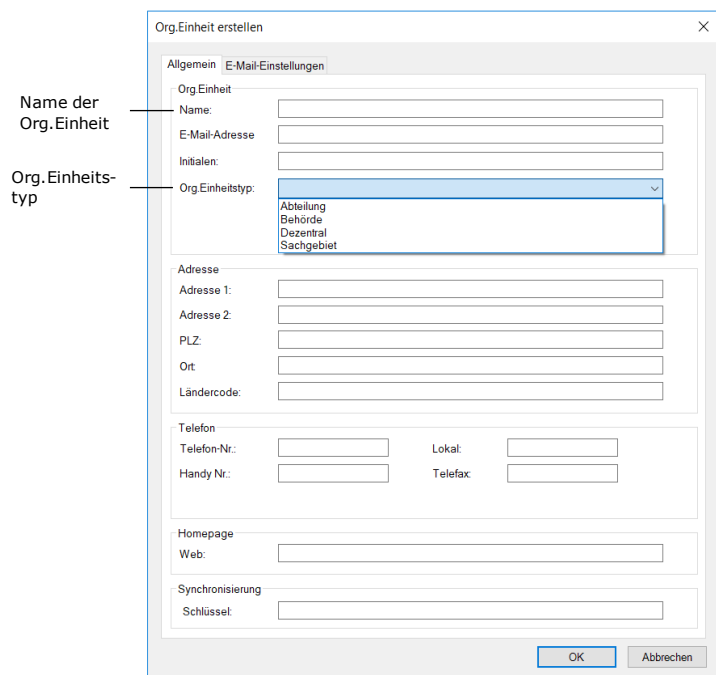 Org.Einheit erstellen
Allgemein E-Mail-Einstellungen
Org.Einheit
Name der
Org.Einheit
Name:
E-Mail-Adresse
Initialen:
Org.Einheits-
typ
Org.Einheitstyp:
Abteilung
Behörde
Dezentral
Sachgebiet
Adresse
Adresse 1:
Adresse 2:
PLZ:
Ort:
Ländercode:
Telefon
Telefon-Nr.: Lokal:
Handy Nr.: Telefax:
Homepage
Web:
Synchronisierung
Schlüssel:
OK Abbrechen